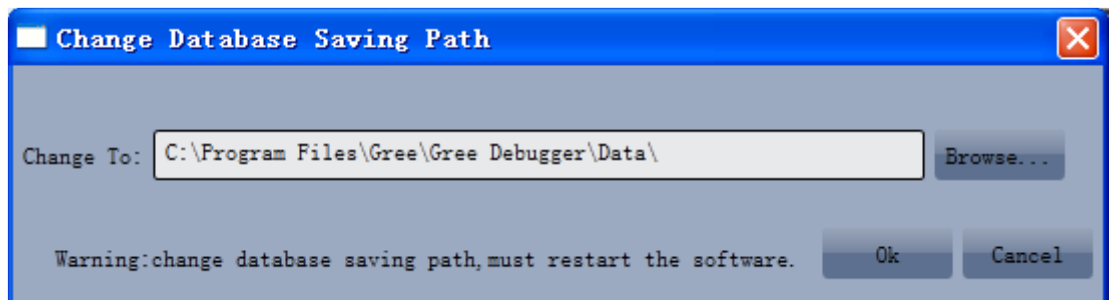 Change Database Saving Path
Change To: C:\Program Files\Gree\Gree Debugger\Data\ Browse...
Warning:change database saving path,must restart the software. Ok Cancel